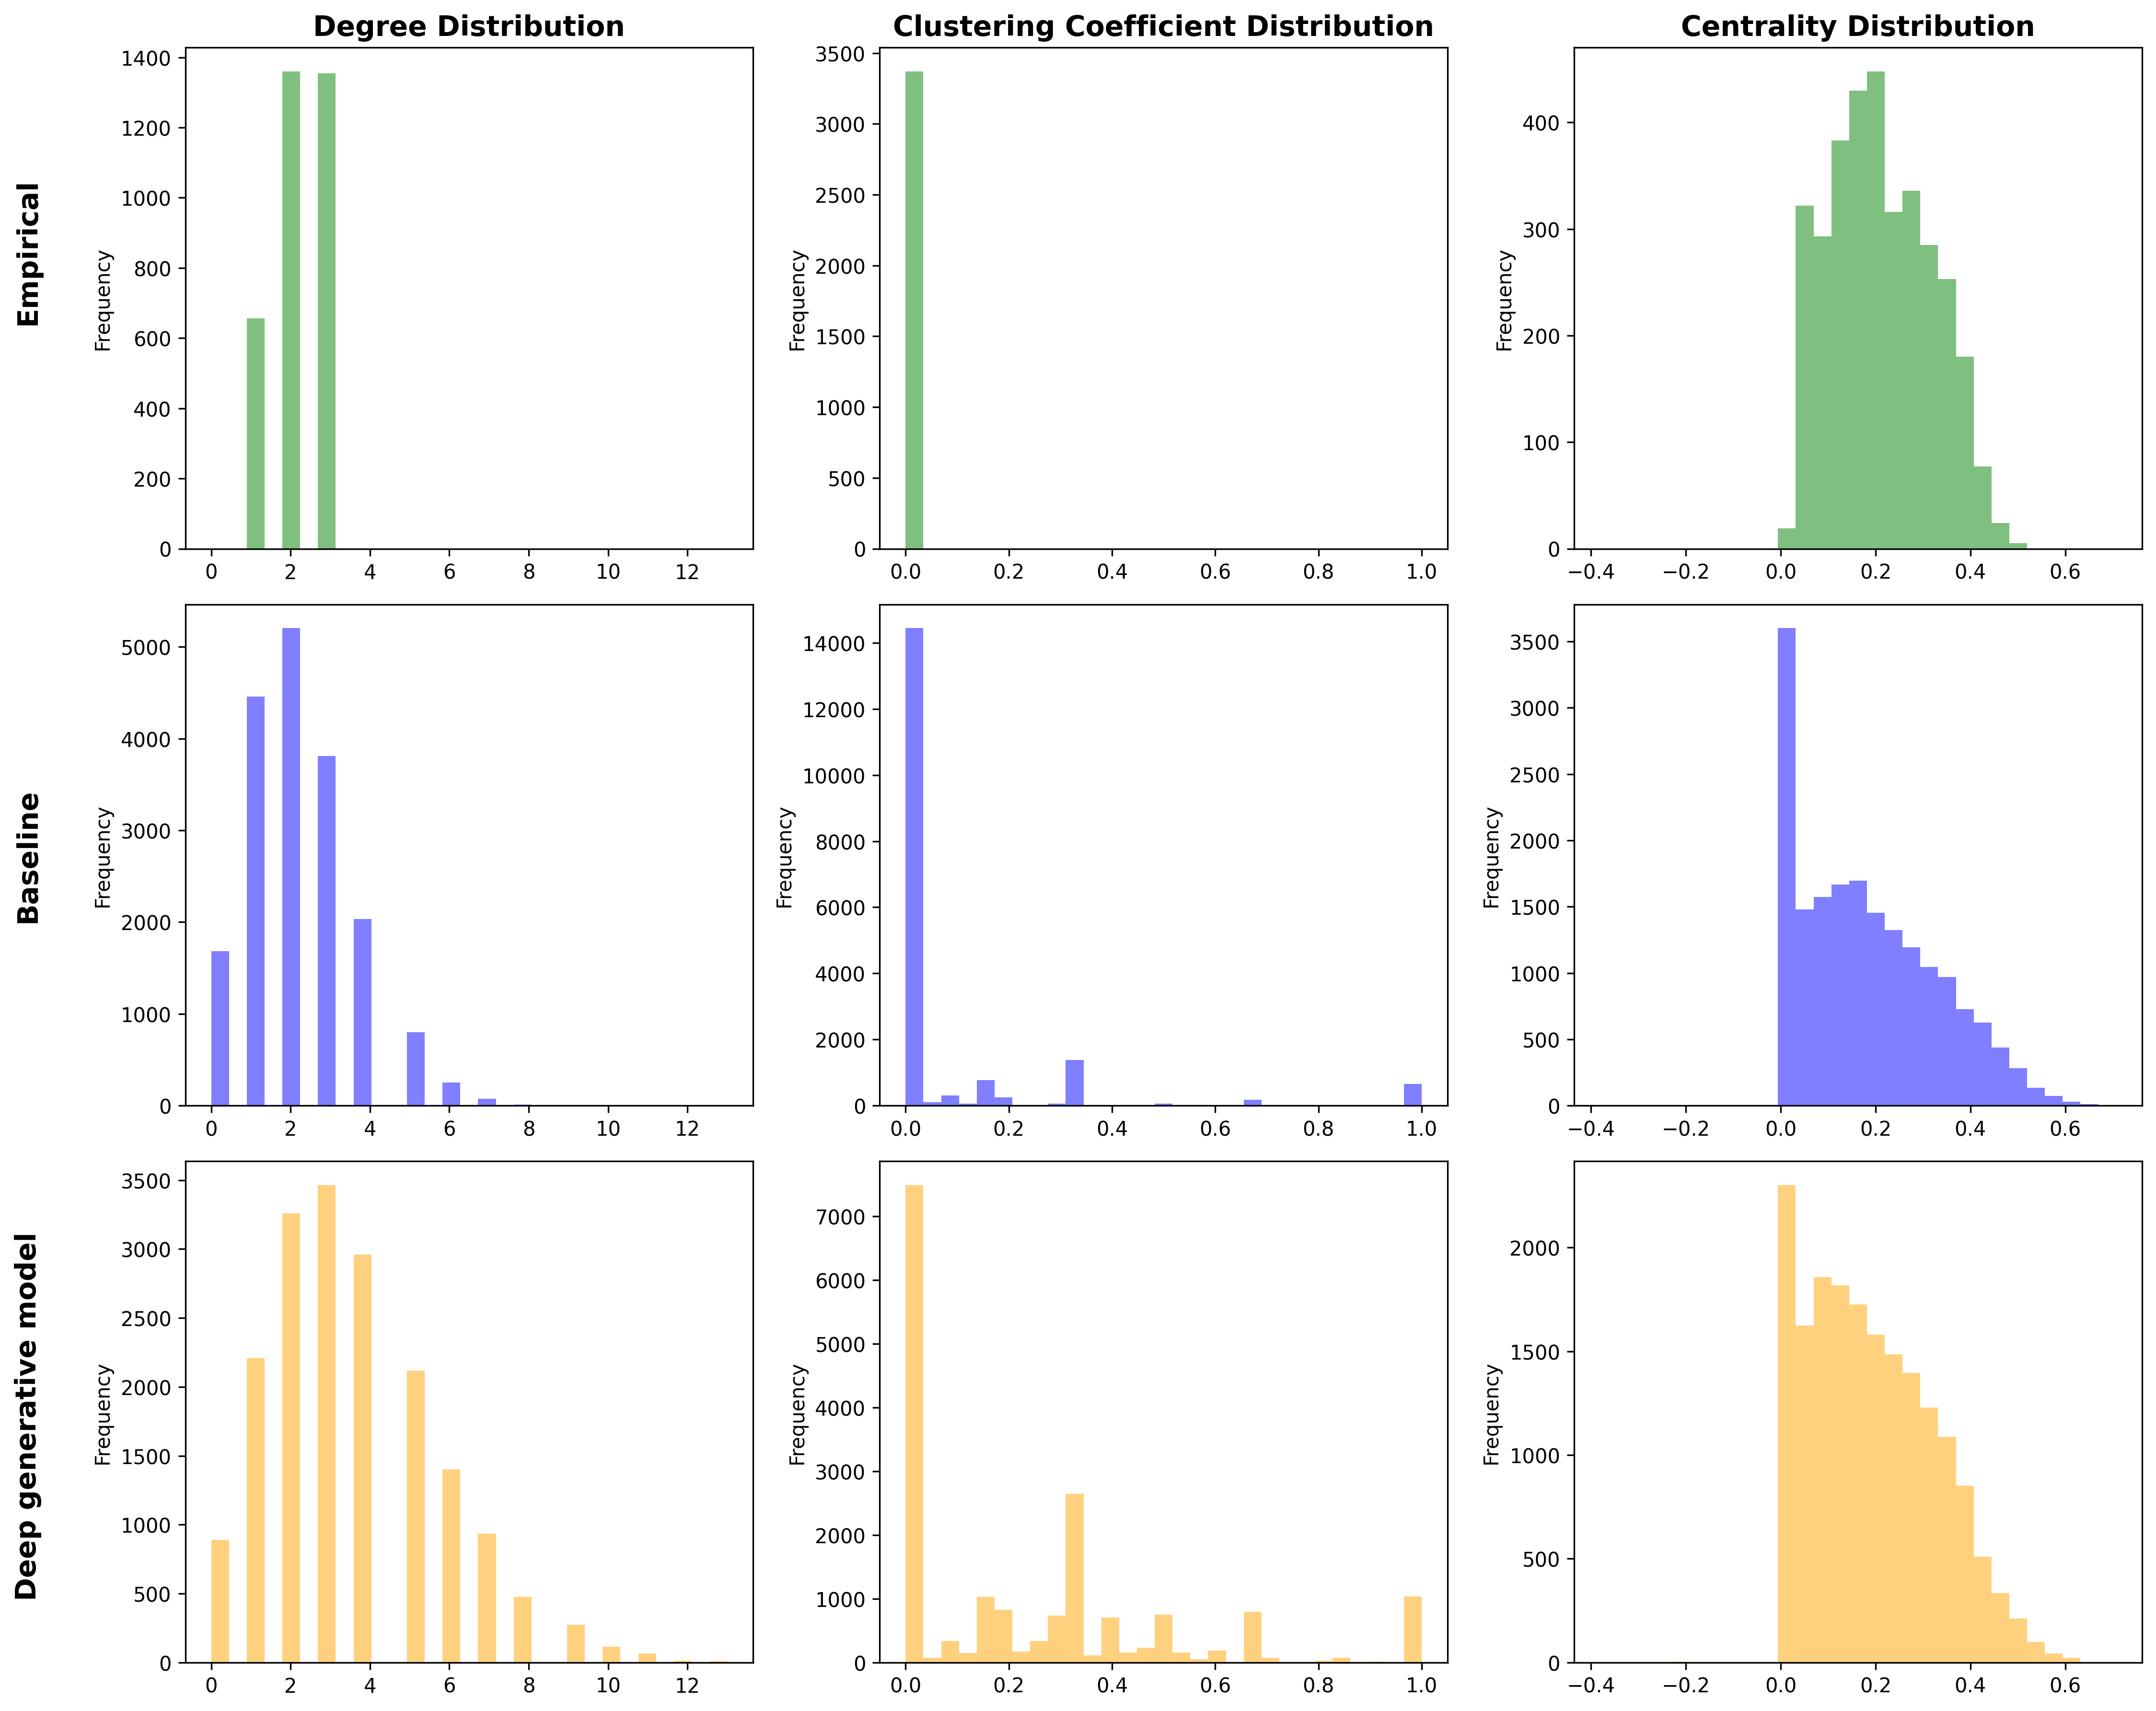 Degree Distribution
Clustering Coefficient Distribution
Centrality Distribution
Empirical
Frequency
1400
1200
1000
800
600
400
200
0
0 2 4 6 8 10 12
Frequency
3500
3000
2500
2000
1500
1000
500
0
0.0 0.2 0.4 0.6 0.8 1.0
Frequency
400
300
200
100
0
−0.4 −0.2 0.0 0.2 0.4 0.6
Baseline
Frequency
5000
4000
3000
2000
1000
0
0 2 4 6 8 10 12
Frequency
14000
12000
10000
8000
6000
4000
2000
0
0.0 0.2 0.4 0.6 0.8 1.0
Frequency
3500
3000
2500
2000
1500
1000
500
0
−0.4 −0.2 0.0 0.2 0.4 0.6
Deep generative model
Frequency
3500
3000
2500
2000
1500
1000
500
0
0 2 4 6 8 10 12
Frequency
7000
6000
5000
4000
3000
2000
1000
0
0.0 0.2 0.4 0.6 0.8 1.0
Frequency
2000
1500
1000
500
0
−0.4 −0.2 0.0 0.2 0.4 0.6